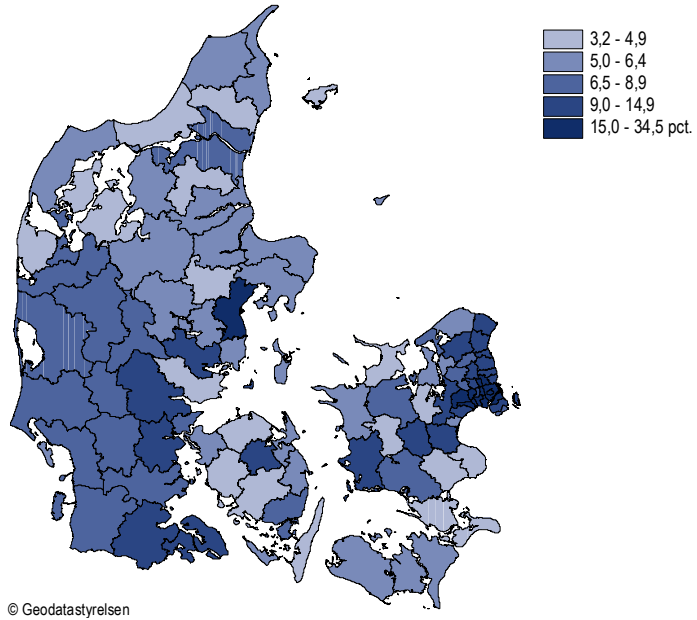 3,2 - 4,9
5,0 - 6,4
6,5 - 8,9
9,0 - 14,9
15,0 - 34,5 pct.
© Geodatastyrelsen